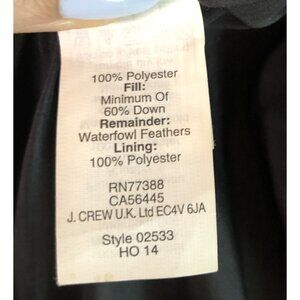 100% Polyester
Fill:
Minimum Of
60% Down
Remainder:
Waterfowl Feathers
Lining:
100% Polyester
RN77388
CA56445
J. CREW U.K. Ltd EC4V 6JA
Style 02533
HO 14